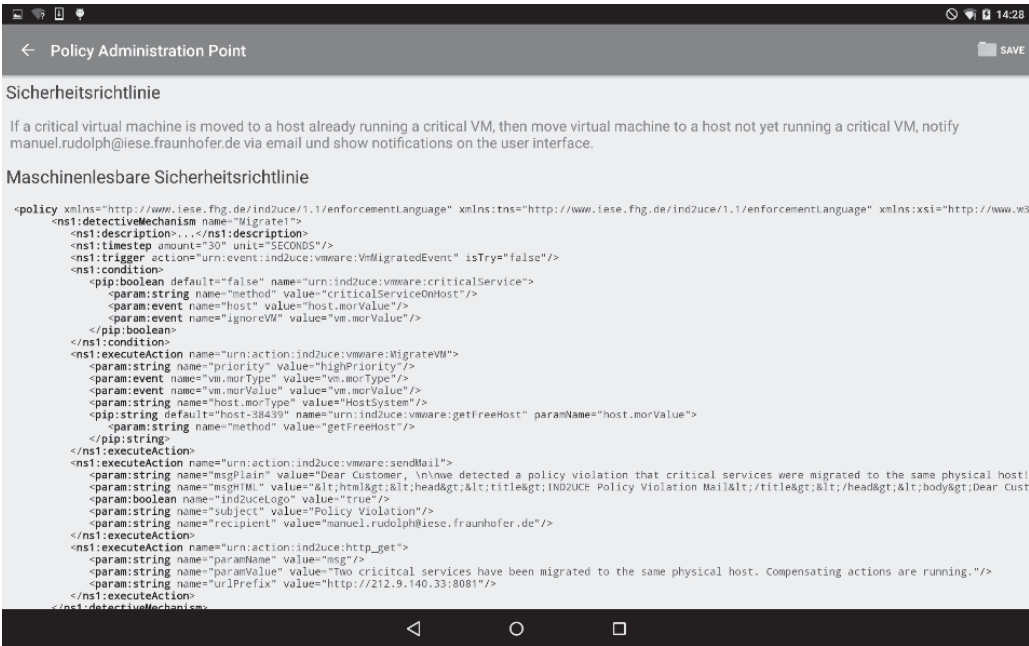 14:28
Policy Administration Point
SAVE
Sicherheitsrichtlinie
If a critical virtual machine is moved to a host already running a critical VM, then move virtual machine to a host not yet running a critical VM, notify
manuel.rudolph@iese.fraunhofer.de via email und show notifications on the user interface.
Maschinenlesbare Sicherheitsrichtlinie
<policy xmlns="http://www.iese.fhg.de/ind2uce/1.1/enforcementLanguage" xmlns:tns="http://www.iese.fhg.de/ind2uce/1.1/enforcementLanguage" xmlns:xsi="http://www.w3
<ns1:detectiveMechanism name="Migrate1">
<ns1:description>...</ns1:description>
<ns1:timestep amount="30" unit="SECONDS"/>
<ns1:trigger action="urn:event:ind2uce:vmware:VmMigratedEvent" isTry="false"/>
<ns1:condition>
<pip:boolean default="false" name="urn:ind2uce:vmware:criticalService">
<param:string name="method" value="criticalServiceOnHost"/>
<param:event name="host" value="host.morValue"/>
<param:event name="ignoreVM" value="vm.morValue"/>
</pip:boolean>
</ns1:condition>
<ns1:executeAction name="urn:action:ind2uce:vmware:MigrateVM">
<param:string name="priority" value="highPriority"/>
<param:event name="vm.morType" value="vm.morType"/>
<param:event name="vm.morValue" value="vm.morValue"/>
<param:string name="host.morType" value="HostSystem"/>
<pip:string default="host-38439" name="urn:ind2uce:vmware:getFreeHost" paramName="host.morValue">
<param:string name="method" value="getFreeHost"/>
</pip:string>
</ns1:executeAction>
<ns1:executeAction name="urn:action:ind2uce:vmware:sendMail">
<param:string name="msgPlain" value="Dear Customer, \n\nwe detected a policy violation that critical services were migrated to the same physical host!
<param:string name="msgHTML" value="&lt;html&gt;&lt;head&gt;&lt;title&gt;IND2UCE Policy Violation Mail&lt;/title&gt;&lt;/head&gt;&lt;body&gt;Dear Cust
<param:boolean name="ind2uceLogo" value="true"/>
<param:string name="subject" value="Policy Violation"/>
<param:string name="recipient" value="manuel.rudolph@iese.fraunhofer.de"/>
</ns1:executeAction>
<ns1:executeAction name="urn:action:ind2uce:http_get">
<param:string name="paramName" value="msg"/>
<param:string name="paramValue" value="Two cricitcal services have been migrated to the same physical host. Compensating actions are running."/>
<param:string name="urlPrefix" value="http://212.9.140.33:8081"/>
</ns1:executeAction>
</ns1:detectiveMechanism>